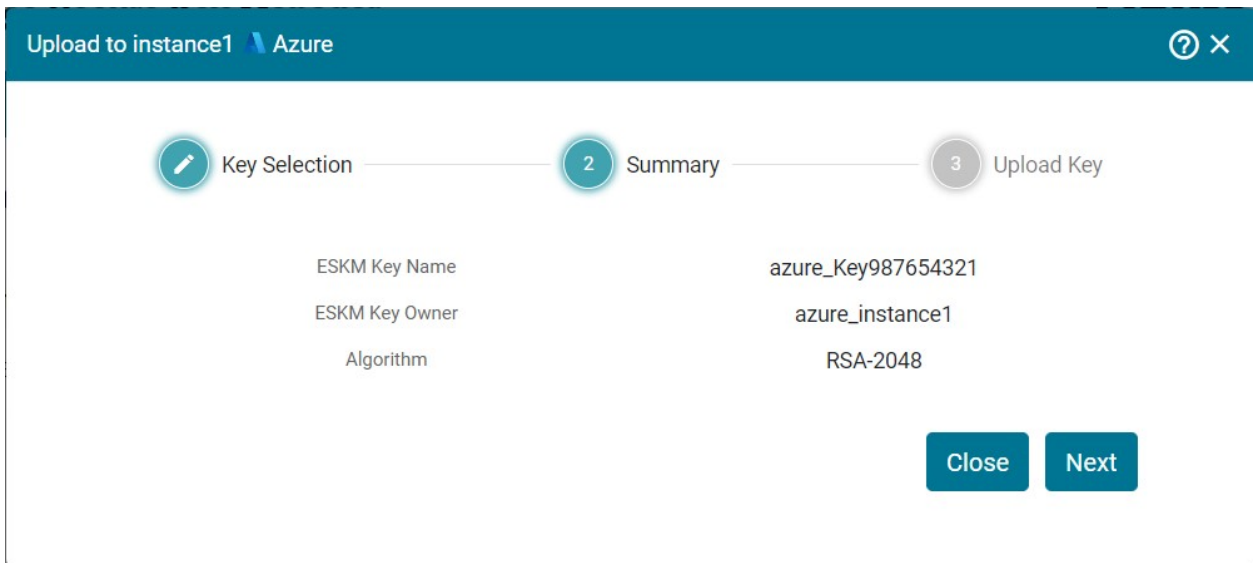 Upload to instance1 Azure
Key Selection
2 Summary
3 Upload Key
ESKM Key Name azure_Key987654321
ESKM Key Owner azure_instance1
Algorithm RSA-2048
Close Next